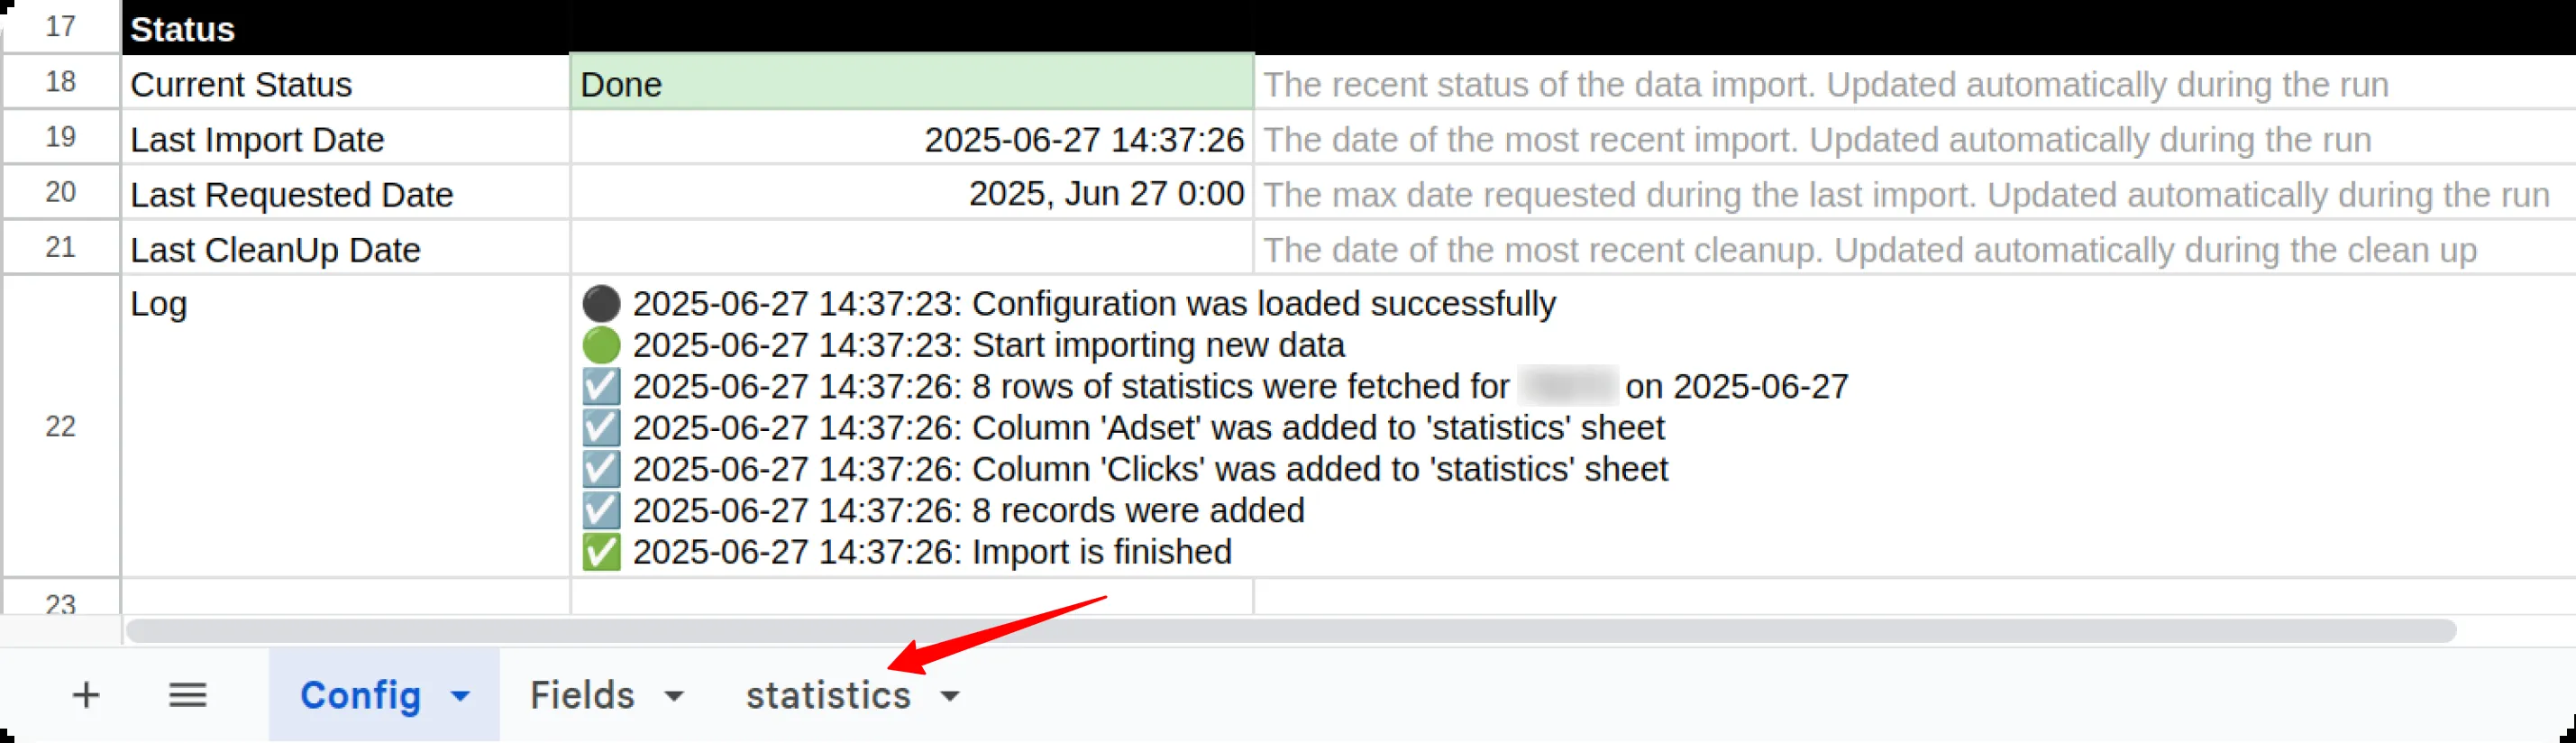 17 Status
18 Current Status Done The recent status of the data import. Updated automatically during the run
19 Last Import Date 2025-06-27 14:37:26 The date of the most recent import. Updated automatically during the run
20 Last Requested Date 2025, Jun 27 0:00 The max date requested during the last import. Updated automatically during the run
21 Last CleanUp Date The date of the most recent cleanup. Updated automatically during the clean up
22 Log
2025-06-27 14:37:23: Configuration was loaded successfully
2025-06-27 14:37:23: Start importing new data
2025-06-27 14:37:26: 8 rows of statistics were fetched for on 2025-06-27
2025-06-27 14:37:26: Column 'Adset' was added to 'statistics' sheet
2025-06-27 14:37:26: Column 'Clicks' was added to 'statistics' sheet
2025-06-27 14:37:26: 8 records were added
2025-06-27 14:37:26: Import is finished
23
Config Fields statistics